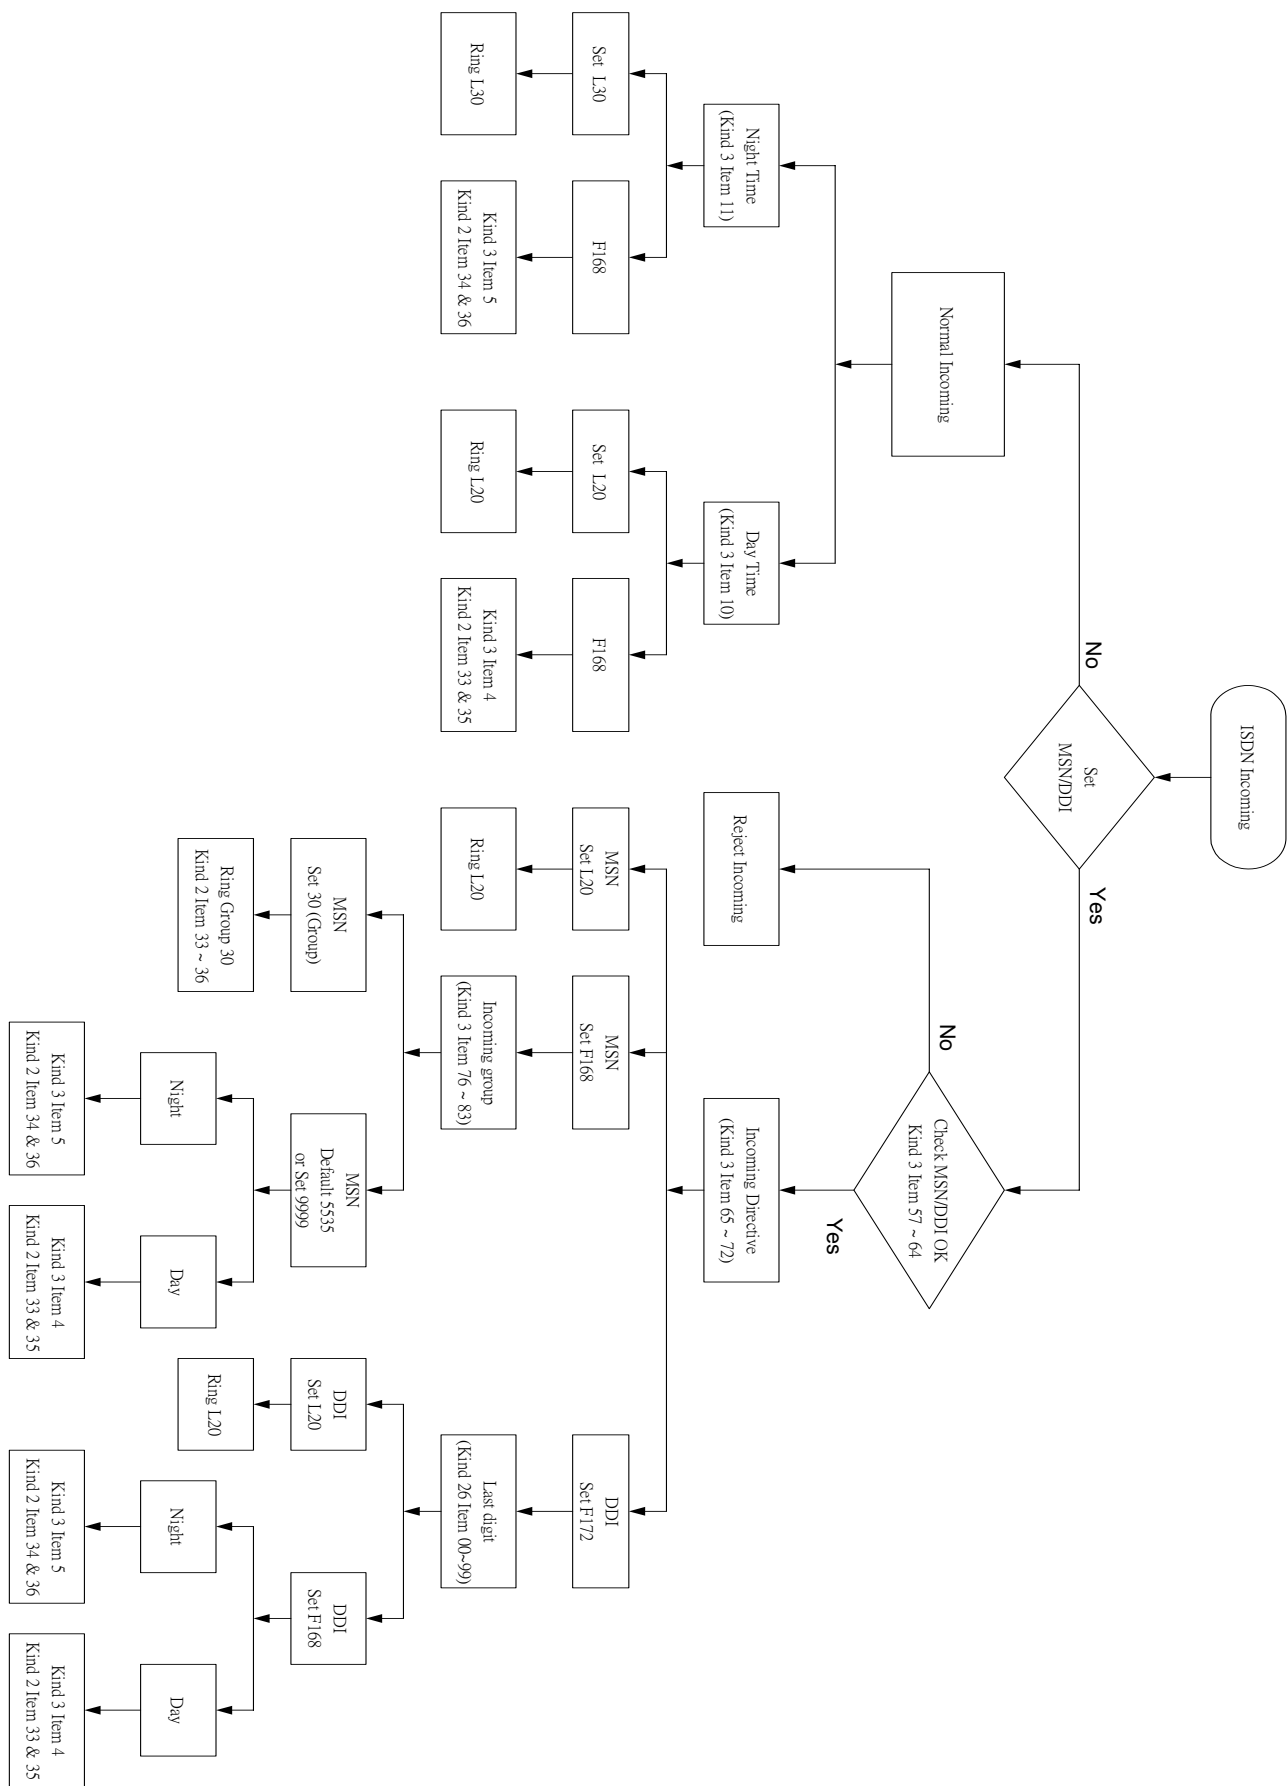 ISDN Incoming
Set
MSN/DDI
No
Yes
Normal Incoming
Check MSN/DDI OK
Kind 3 Item 57 ~ 64
No
Yes
Night Time
(Kind 3 Item 11)
Day Time
(Kind 3 Item 10)
Reject Incoming
Incoming Directive
(Kind 3 Item 65 ~ 72)
Set L30
F168
Set L20
F168
MSN
Set L20
MSN
Set F168
DDI
Set F172
Ring L30
Kind 3 Item 5
Kind 2 Item 34 & 36
Ring L20
Kind 3 Item 4
Kind 2 Item 33 & 35
Ring L20
Incoming group
(Kind 3 Item 76 ~ 83)
Last digit
(Kind 26 Item 00~99)
MSN
Set 30 (Group)
MSN
Default 5535
or Set 9999
DDI
Set L20
DDI
Set F168
Ring Group 30
Kind 2 Item 33 ~ 36
Night
Day
Ring L20
Night
Day
Kind 3 Item 5
Kind 2 Item 34 & 36
Kind 3 Item 4
Kind 2 Item 33 & 35
Kind 3 Item 5
Kind 2 Item 34 & 36
Kind 3 Item 4
Kind 2 Item 33 & 35